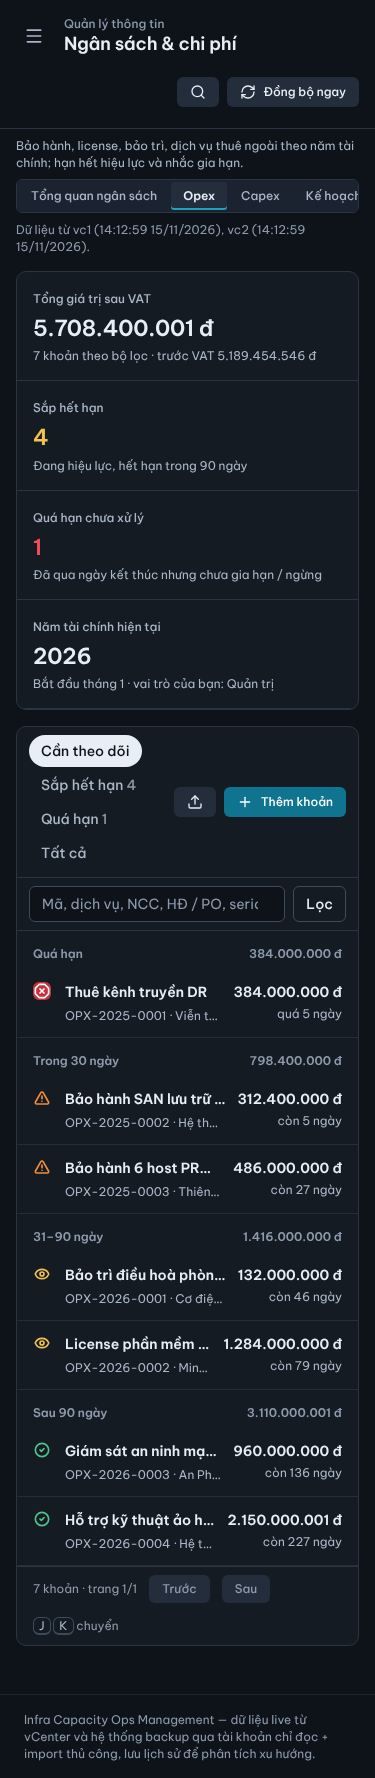 Quản lý thông tin
Ngân sách & chi phí
Đồng bộ ngay
Bảo hành, license, bảo trì, dịch vụ thuê ngoài theo năm tài
chính; hạn hết hiệu lực và nhắc gia hạn.
Tổng quan ngân sách Opex Capex Kế hoạch
Dữ liệu từ vc1 (14:12:59 15/11/2026), vc2 (14:12:59
15/11/2026).
Tổng giá trị sau VAT
5.708.400.001 đ
7 khoản theo bộ lọc · trước VAT 5.189.454.546 đ
Sắp hết hạn
4
Đang hiệu lực, hết hạn trong 90 ngày
Quá hạn chưa xử lý
1
Đã qua ngày kết thúc nhưng chưa gia hạn / ngừng
Năm tài chính hiện tại
2026
Bắt đầu tháng 1 · vai trò của bạn: Quản trị
Cần theo dõi
Sắp hết hạn 4
Quá hạn 1
Tất cả
Thêm khoản
Mã, dịch vụ, NCC, HĐ / PO, seria
Lọc
Quá hạn 384.000.000 đ
Thuê kênh truyền DR 384.000.000 đ
OPX-2025-0001 · Viễn t... quá 5 ngày
Trong 30 ngày 798.400.000 đ
Bảo hành SAN lưu trữ ... 312.400.000 đ
OPX-2025-0002 · Hệ th... còn 5 ngày
Bảo hành 6 host PR... 486.000.000 đ
OPX-2025-0003 · Thiên... còn 27 ngày
31–90 ngày 1.416.000.000 đ
Bảo trì điều hoà phòn... 132.000.000 đ
OPX-2026-0001 · Cơ điệ... còn 46 ngày
License phần mềm ... 1.284.000.000 đ
OPX-2026-0002 · Min... còn 79 ngày
Sau 90 ngày 3.110.000.001 đ
Giám sát an ninh mạ... 960.000.000 đ
OPX-2026-0003 · An Ph... còn 136 ngày
Hỗ trợ kỹ thuật ảo h... 2.150.000.001 đ
OPX-2026-0004 · Hệ t... còn 227 ngày
7 khoản · trang 1/1 Trước Sau
J K chuyển
Infra Capacity Ops Management — dữ liệu live từ
vCenter và hệ thống backup qua tài khoản chỉ đọc +
import thủ công, lưu lịch sử để phân tích xu hướng.